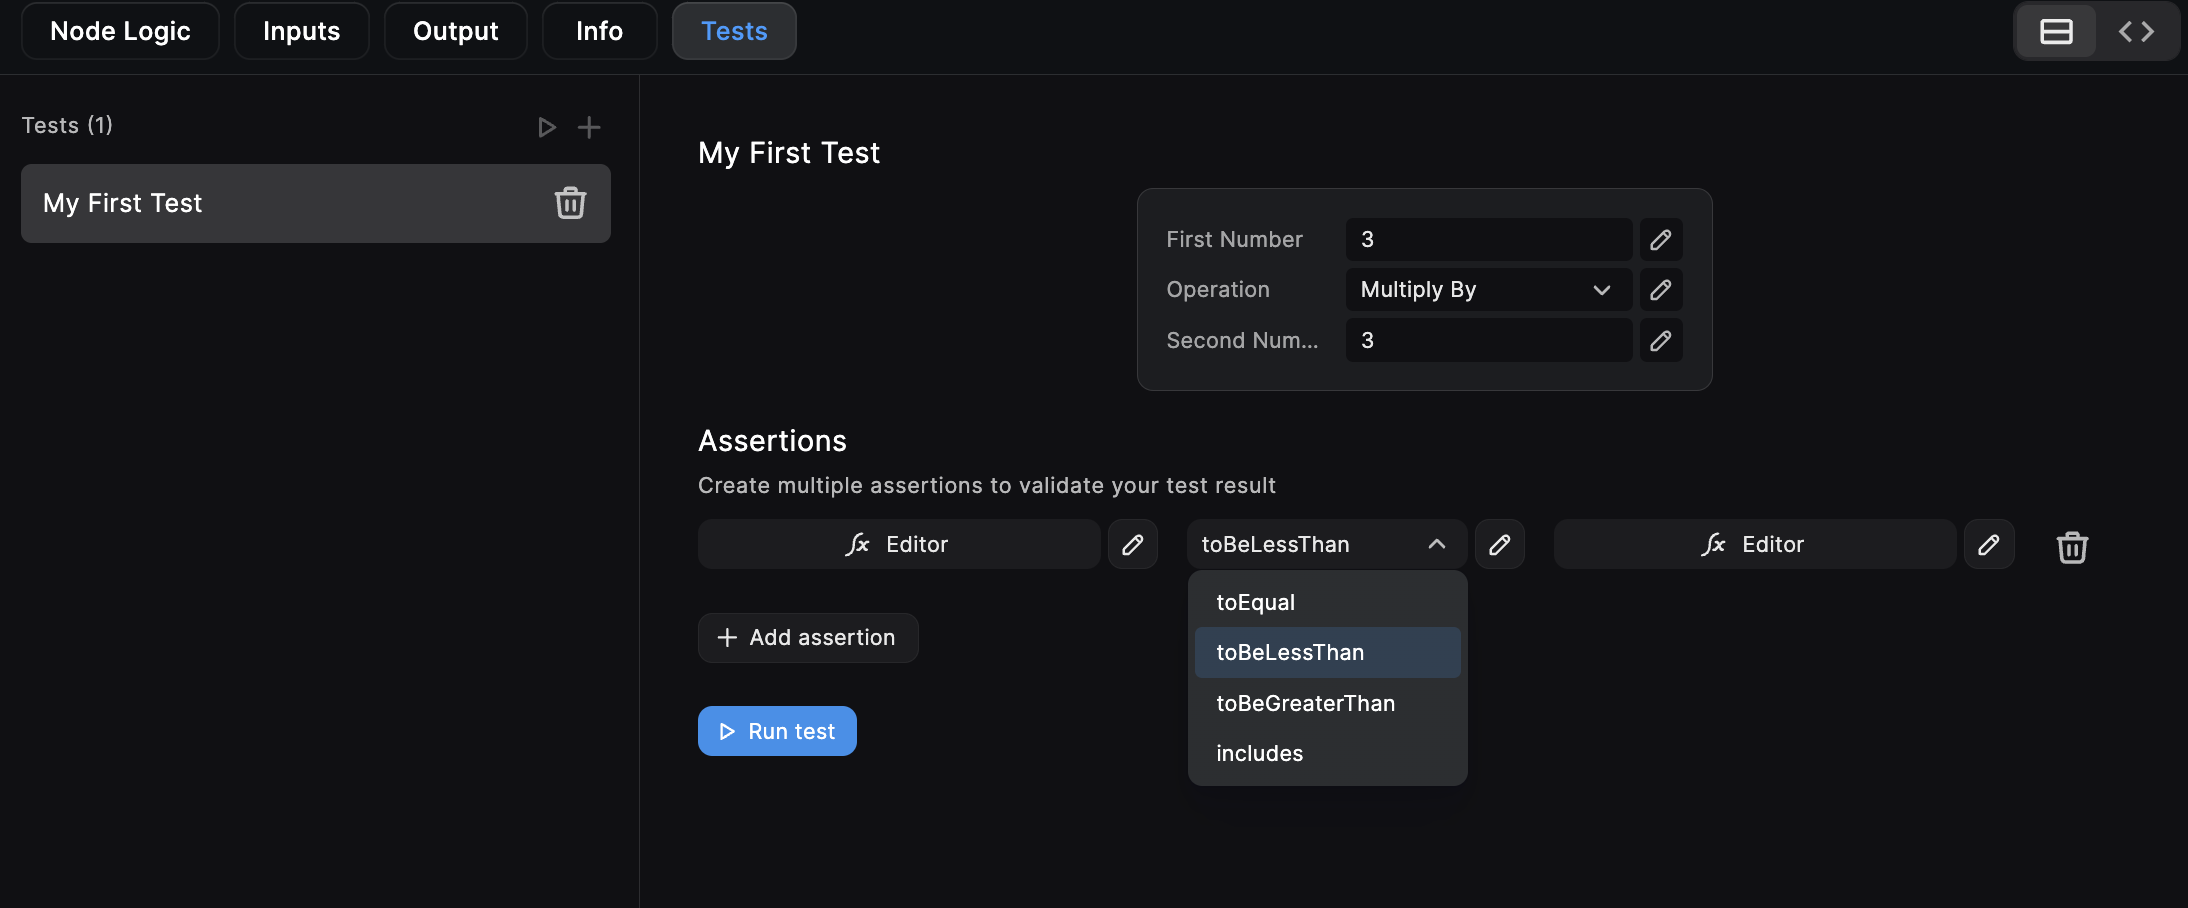 Node Logic
Inputs
Output
Info
Tests
Tests (1)
My First Test
My First Test
First Number
3
Operation
Multiply By
Second Num...
3
Assertions
Create multiple assertions to validate your test result
Editor
toBeLessThan
Editor
toEqual
toBeLessThan
toBeGreaterThan
includes
Add assertion
Run test